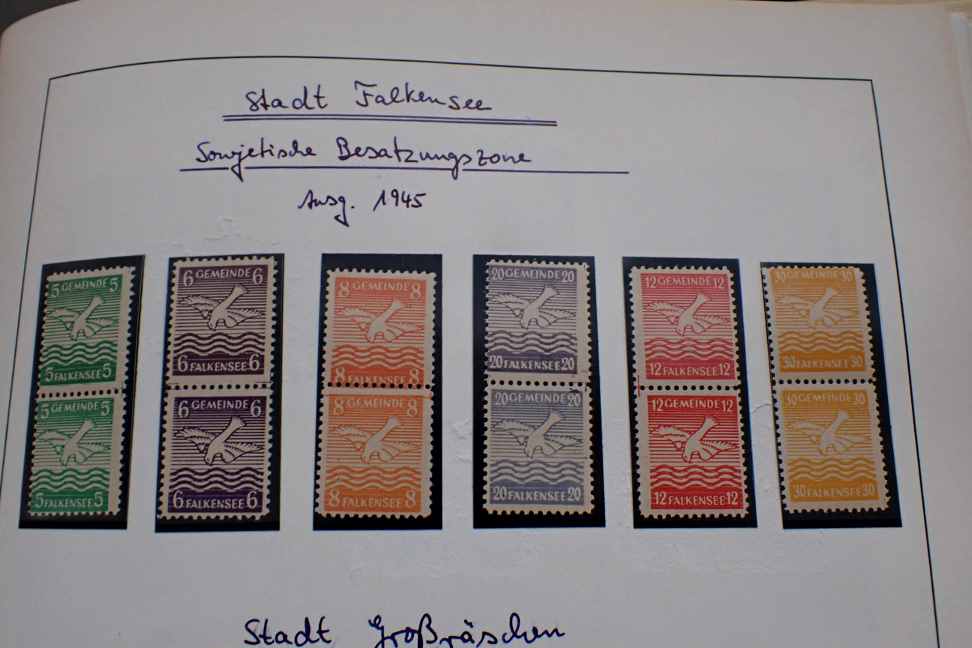 Stadt Falkensee
Sowjetische Besatzungszone
Ausg. 1945
5 GEMEINDE 5
5 FALKENSEE 5
5 GEMEINDE 5
5 FALKENSEE 5
6 GEMEINDE 6
6 FALKENSEE 6
6 GEMEINDE 6
6 FALKENSEE 6
8 GEMEINDE 8
8 FALKENSEE 8
8 GEMEINDE 8
8 FALKENSEE 8
20 GEMEINDE 20
20 FALKENSEE 20
20 GEMEINDE 20
20 FALKENSEE 20
12 GEMEINDE 12
12 FALKENSEE 12
12 GEMEINDE 12
12 FALKENSEE 12
30 GEMEINDE 30
30 FALKENSEE 30
30 GEMEINDE 30
30 FALKENSEE 30
Stadt Großräschen